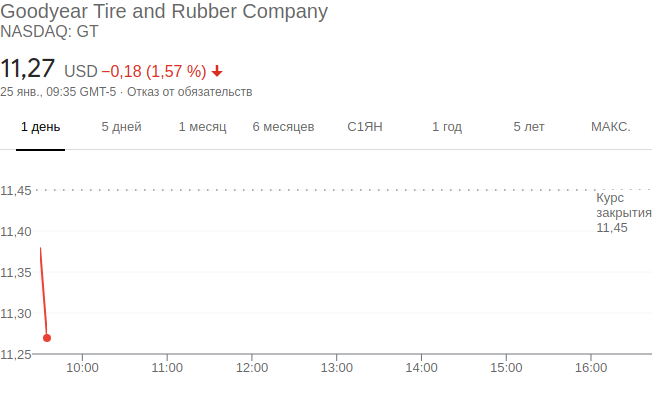 Goodyear Tire and Rubber Company
NASDAQ: GT
11,27 USD −0,18 (1,57 %)
25 янв., 09:35 GMT-5 · Отказ от обязательств
1 день 5 дней 1 месяц 6 месяцев С1ЯН 1 год 5 лет МАКС.
11,45
Курс
закрытия
11,45
11,40
11,35
11,30
11,25
10:00 11:00 12:00 13:00 14:00 15:00 16:00